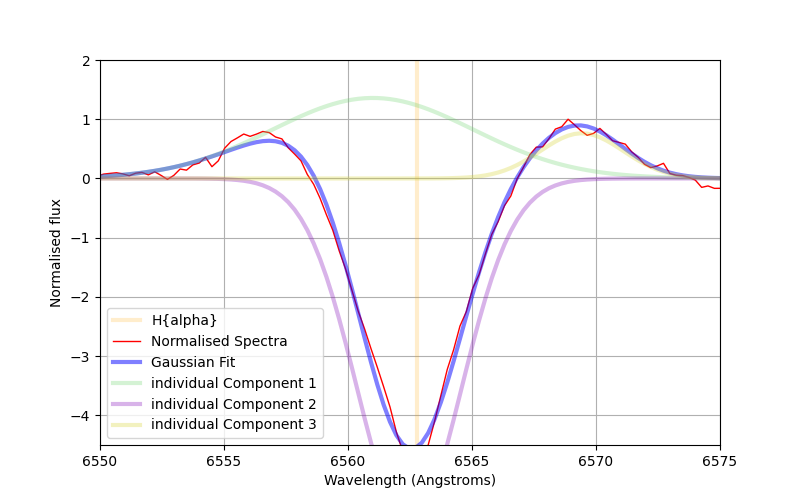 2
1
0
−1
−2
−3
−4
Normalised flux
H{alpha}
Normalised Spectra
Gaussian Fit
individual Component 1
individual Component 2
individual Component 3
6550 6555 6560 6565 6570 6575
Wavelength (Angstroms)